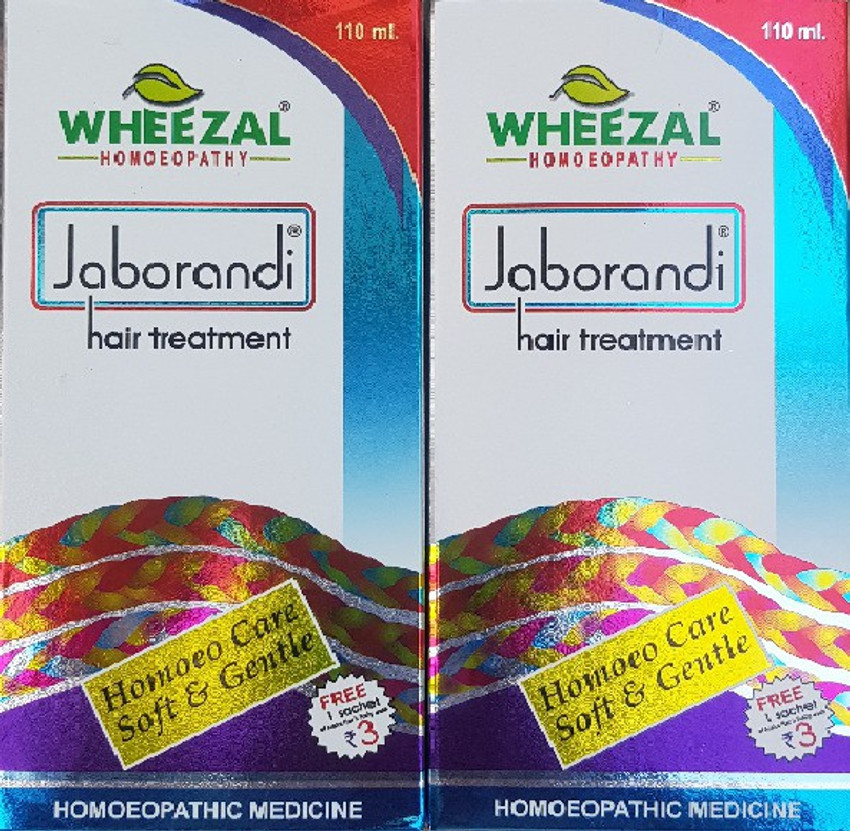 110 ml.
WHEEZAL®
HOMOEOPATHY
Jaborandi®
hair treatment
Homoeo Care
Soft & Gentle
FREE
1 sachet
₹3
HOMOEOPATHIC MEDICINE
110 ml.
WHEEZAL®
HOMOEOPATHY
Jaborandi®
hair treatment
Homoeo Care
Soft & Gentle
FREE
1 sachet
₹3
HOMOEOPATHIC MEDICINE